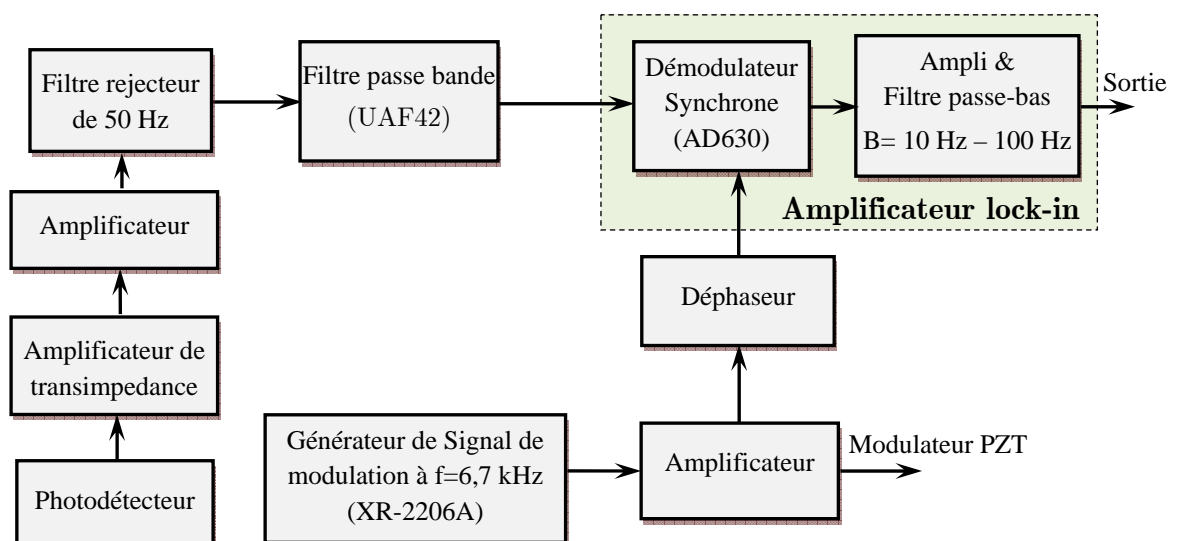 Filtre rejecteur
de 50 Hz
Filtre passe bande
(UAF42)
Démodulateur
Synchrone
(AD630)
Ampli &
Filtre passe-bas
B= 10 Hz – 100 Hz
Sortie
Amplificateur lock-in
Amplificateur
Déphaseur
Amplificateur de
transimpedance
Générateur de Signal de
modulation à f=6,7 kHz
(XR-2206A)
Amplificateur
Modulateur PZT
Photodétecteur